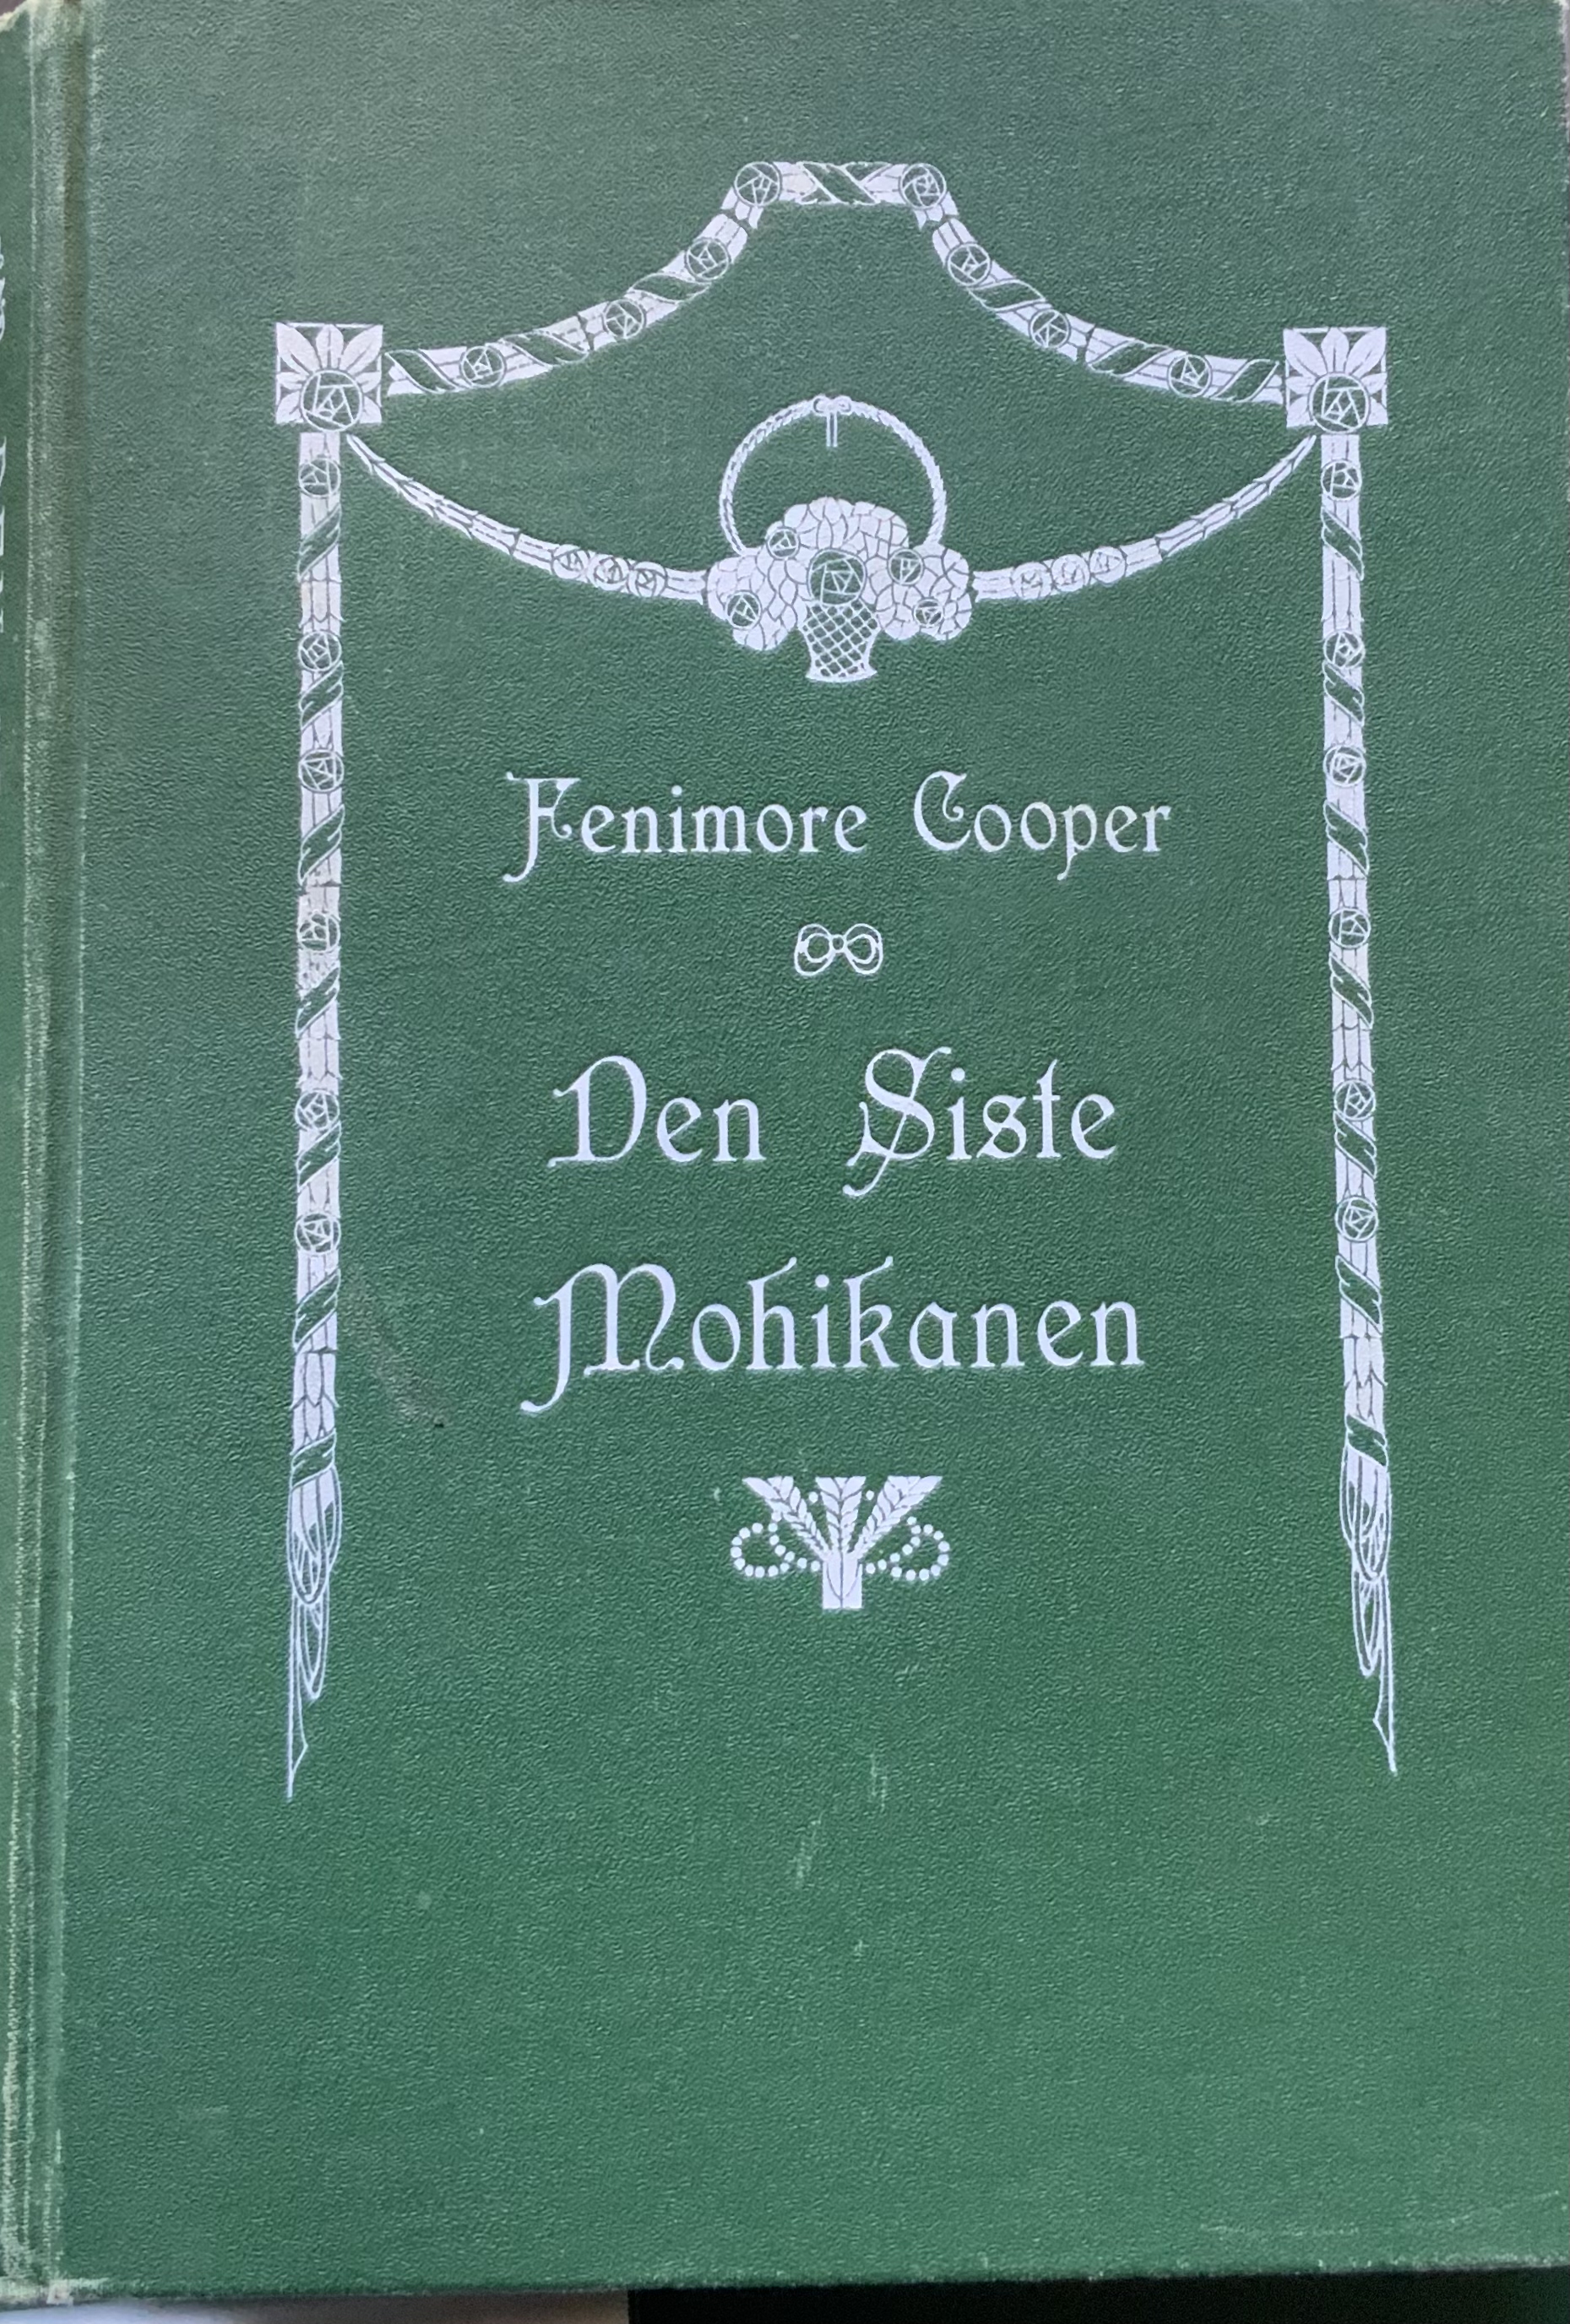 Fenimore Cooper
Den Siste
Mohikanen